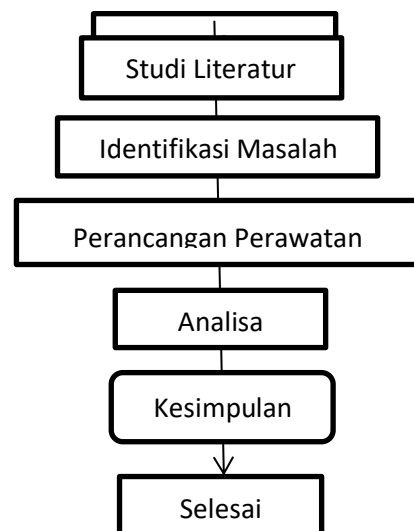 Studi Literatur
Identifikasi Masalah
Perancangan Perawatan
Analisa
Kesimpulan
Selesai